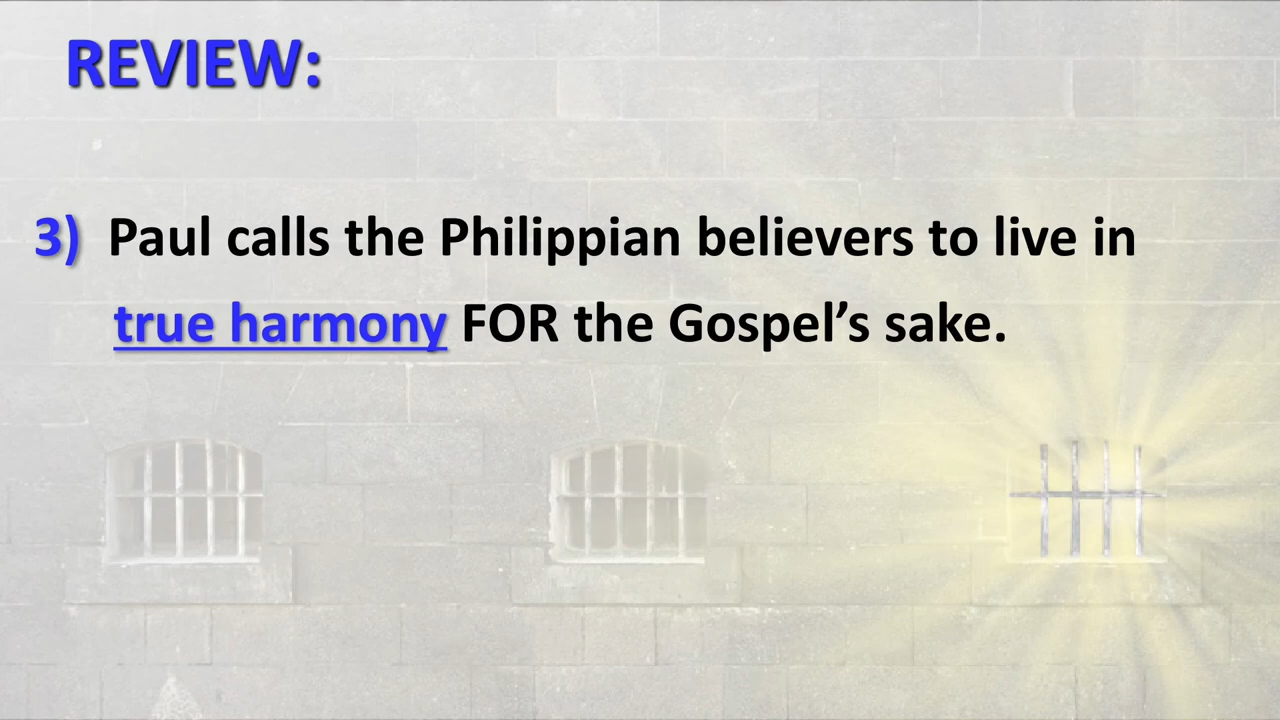 REVIEW:
3) Paul calls the Philippian believers to live in
true harmony FOR the Gospel’s sake.